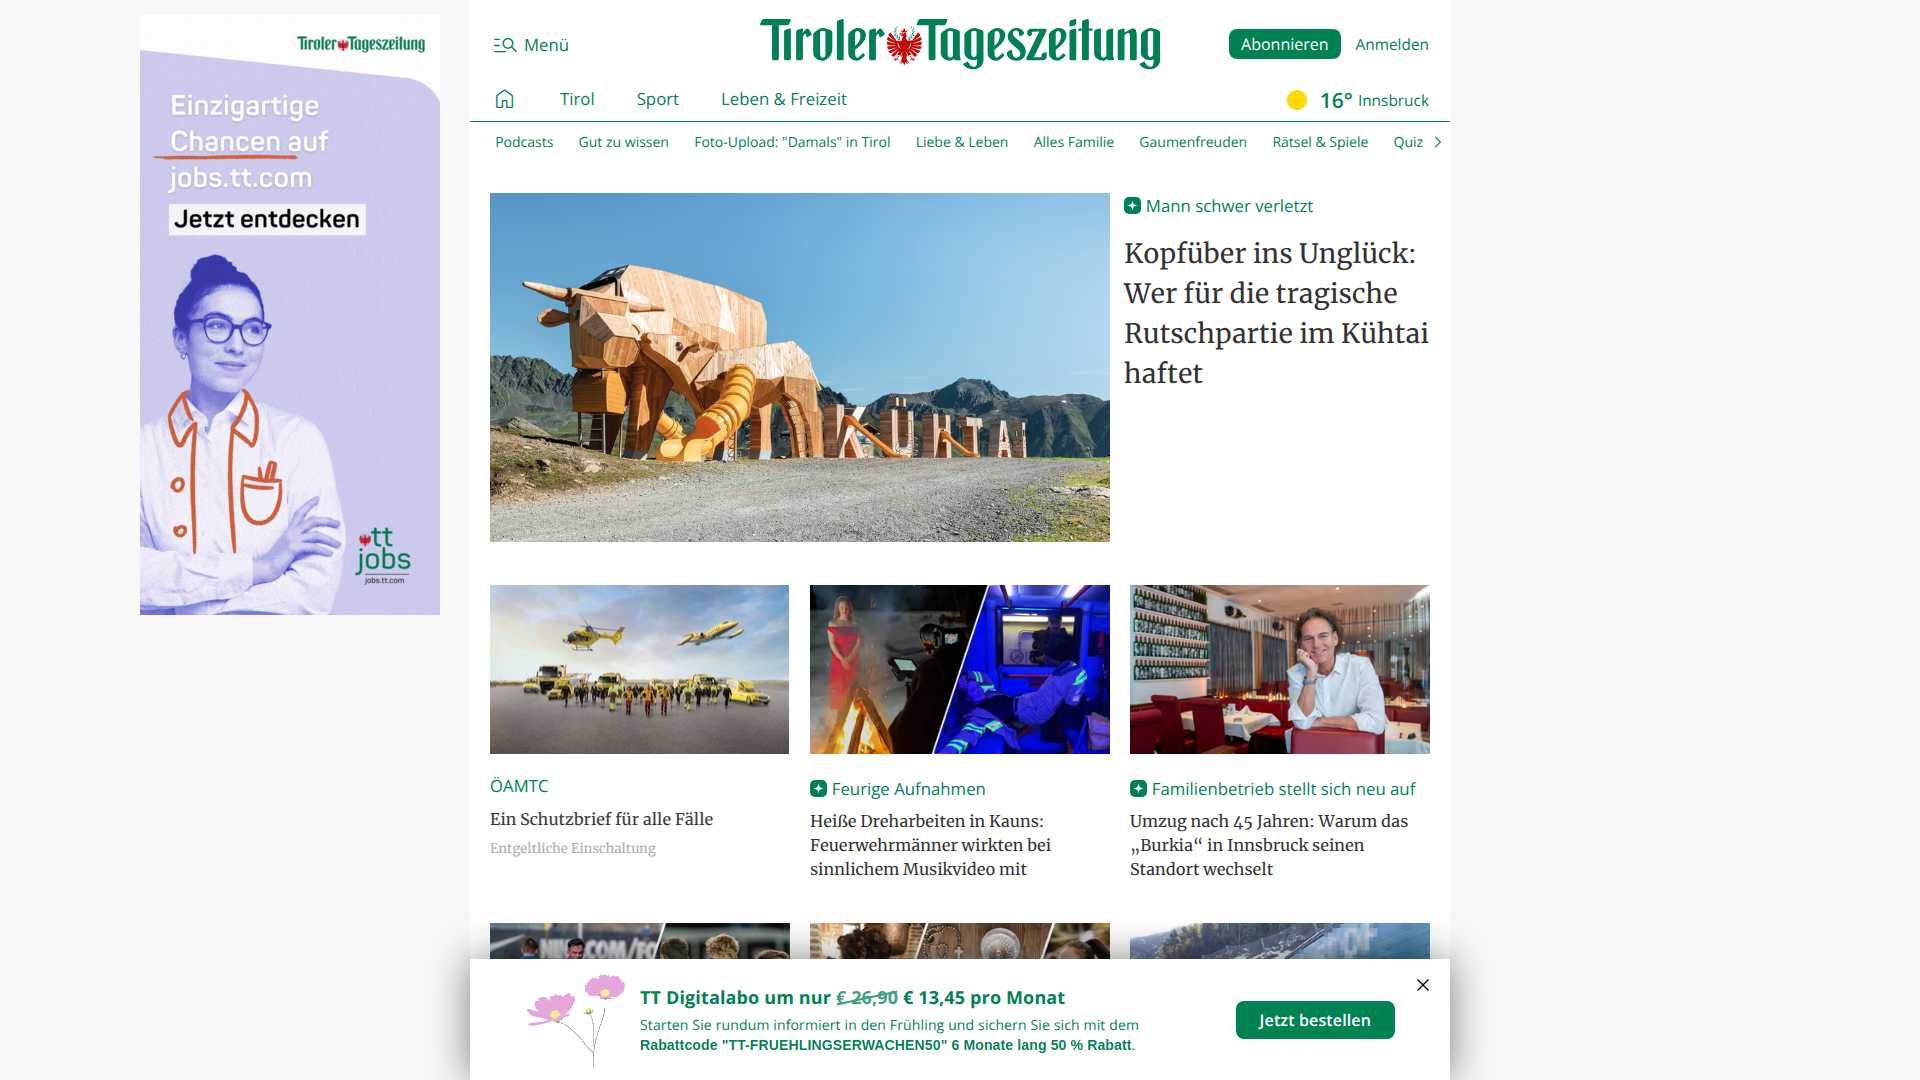 Tiroler Tageszeitung
Einzigartige
Chancen auf
jobs.tt.com
Jetzt entdecken
tt
jobs
jobs.tt.com
Menü
Tiroler Tageszeitung
Abonnieren
Anmelden
Tirol
Sport
Leben & Freizeit
16° Innsbruck
Podcasts
Gut zu wissen
Foto-Upload: "Damals" in Tirol
Liebe & Leben
Alles Familie
Gaumenfreuden
Rätsel & Spiele
Quiz
KÜHTAI
Mann schwer verletzt
Kopfüber ins Unglück:
Wer für die tragische
Rutschpartie im Kühtai
haftet
ÖAMTC
Ein Schutzbrief für alle Fälle
Entgeltliche Einschaltung
Feurige Aufnahmen
Heiße Dreharbeiten in Kauns:
Feuerwehrmänner wirkten bei
sinnlichem Musikvideo mit
Familienbetrieb stellt sich neu auf
Umzug nach 45 Jahren: Warum das
„Burkia“ in Innsbruck seinen
Standort wechselt
TT Digitalabo um nur € 26,90 € 13,45 pro Monat
Starten Sie rundum informiert in den Frühling und sichern Sie sich mit dem
Rabattcode "TT-FRUEHLINGSERWACHEN50" 6 Monate lang 50 % Rabatt.
Jetzt bestellen